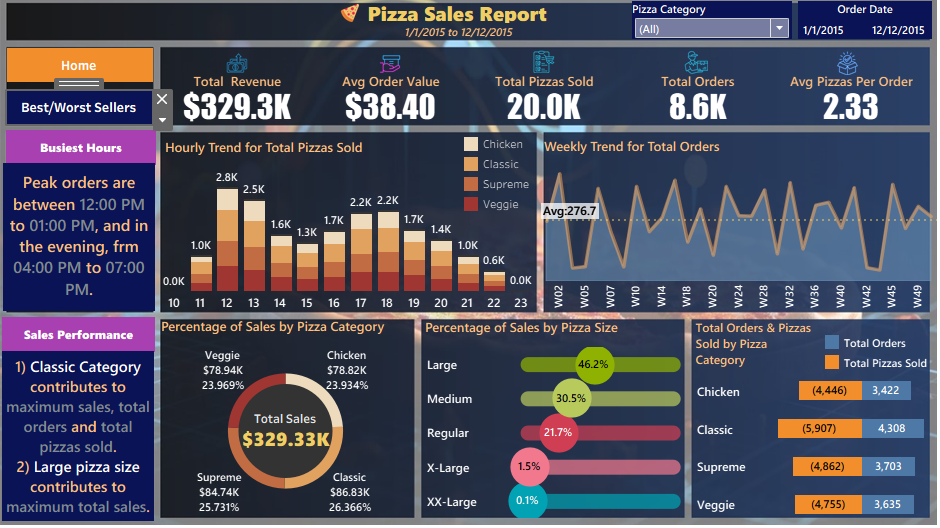 Pizza Sales Report
1/1/2015 to 12/12/2015
Pizza Category
(All)
Order Date
1/1/2015 12/12/2015
Home
Best/Worst Sellers
Total Revenue
$329.3K
Avg Order Value
$38.40
Total Pizzas Sold
20.0K
Total Orders
8.6K
Avg Pizzas Per Order
2.33
Busiest Hours
Peak orders are
between 12:00 PM
to 01:00 PM, and in
the evening, frm
04:00 PM to 07:00
PM.
Hourly Trend for Total Pizzas Sold
Chicken
Classic
Supreme
Veggie
0.0K
1.0K
2.8K
2.5K
1.6K
1.3K
1.7K
2.2K
2.2K
1.7K
1.4K
1.0K
0.6K
0.0K
10 11 12 13 14 15 16 17 18 19 20 21 22 23
Weekly Trend for Total Orders
Avg:276.7
W02 W05 W07 W10 W14 W16 W18 W20 W24 W28 W32 W36 W40 W42 W45 W49
Sales Performance
1) Classic Category
contributes to
maximum sales, total
orders and total
pizzas sold.
2) Large pizza size
contributes to
maximum total sales.
Percentage of Sales by Pizza Category
Veggie
$78.94K
23.969%
Chicken
$78.82K
23.934%
Total Sales
$329.33K
Supreme
$84.74K
25.731%
Classic
$86.83K
26.366%
Percentage of Sales by Pizza Size
Large 46.2%
Medium 30.5%
Regular 21.7%
X-Large 1.5%
XX-Large 0.1%
Total Orders & Pizzas
Sold by Pizza
Category
Total Orders
Total Pizzas Sold
Chicken (4,446) 3,422
Classic (5,907) 4,308
Supreme (4,862) 3,703
Veggie (4,755) 3,635